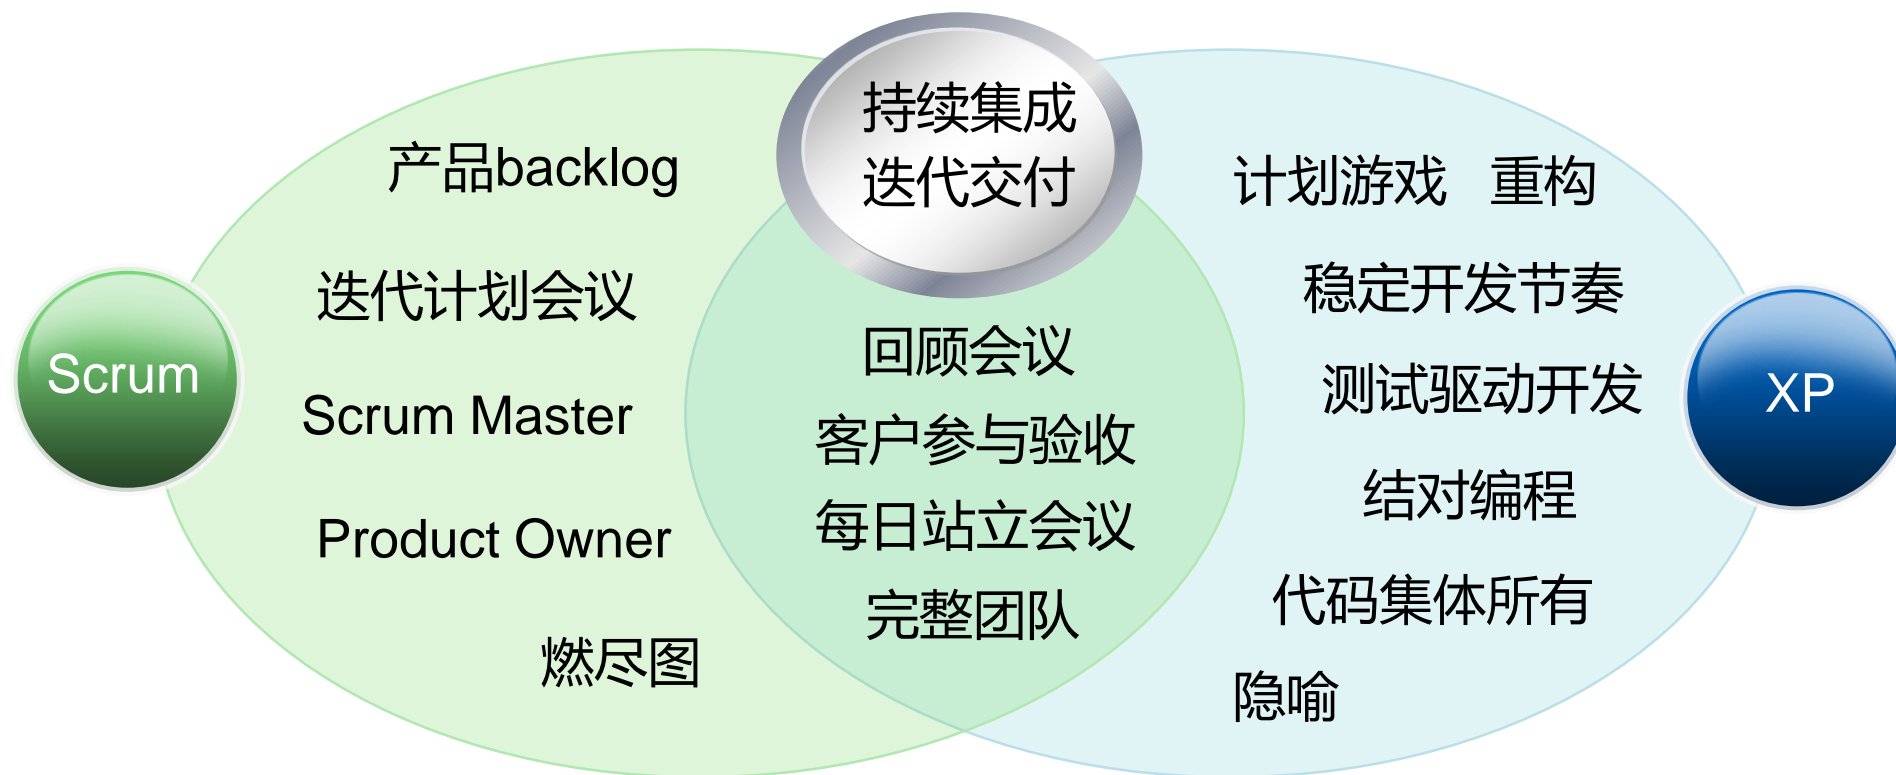 持续集成
迭代交付
Scrum
产品backlog
迭代计划会议
Scrum Master
Product Owner
燃尽图
回顾会议
客户参与验收
每日站立会议
完整团队
计划游戏 重构
稳定开发节奏
测试驱动开发
结对编程
代码集体所有
隐喻
XP